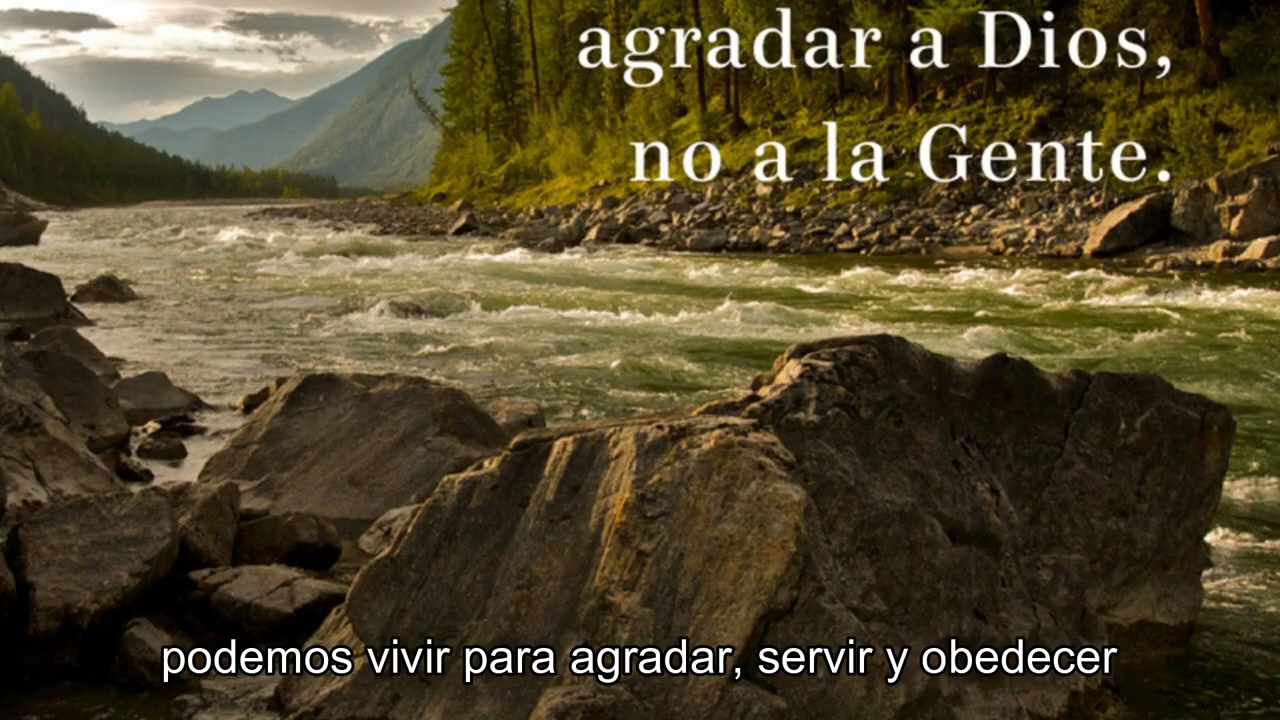 agradar a Dios,
no a la Gente.
podemos vivir para agradar, servir y obedecer